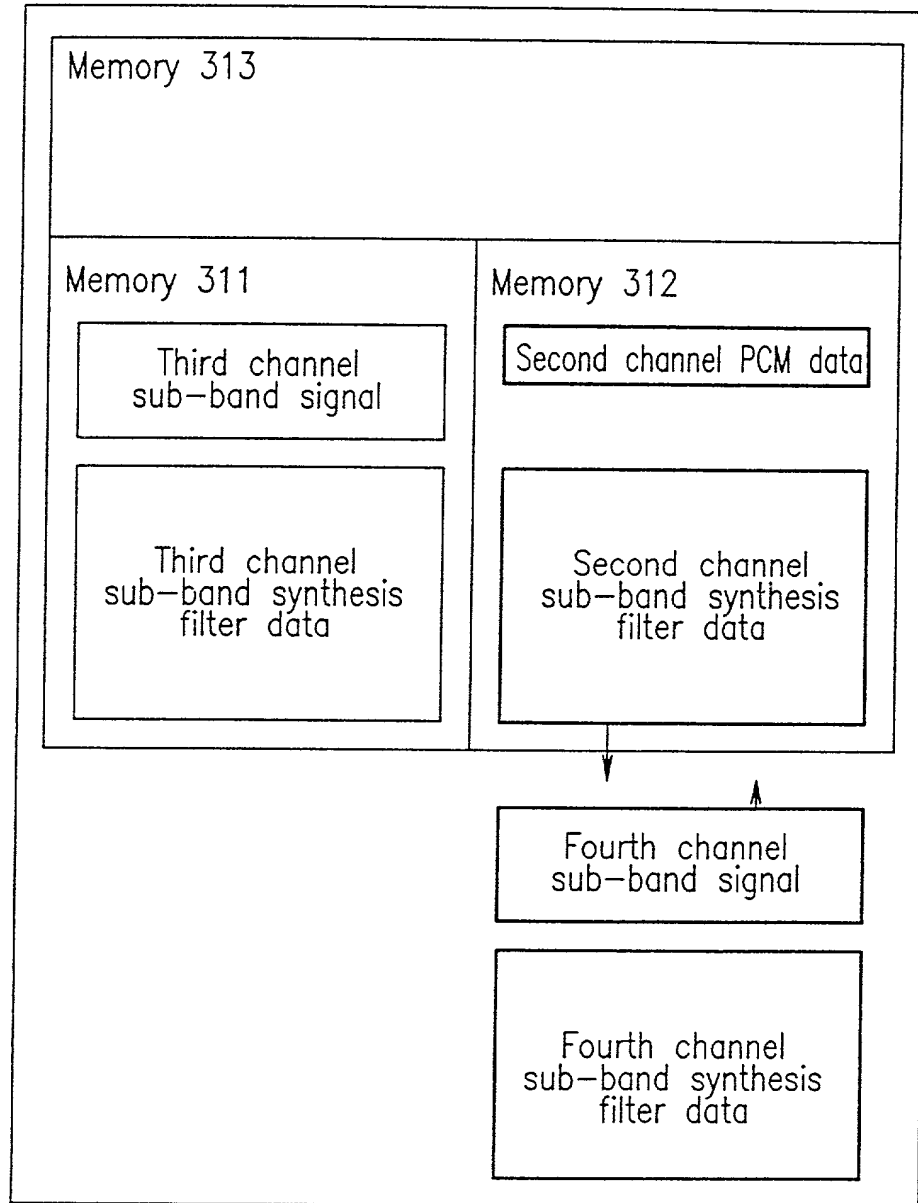 Memory 313
Memory 311
Third channel
sub-band signal
Third channel
sub-band synthesis
filter data
Memory 312
Second channel PCM data
Second channel
sub-band synthesis
filter data
Fourth channel
sub-band signal
Fourth channel
sub-band synthesis
filter data